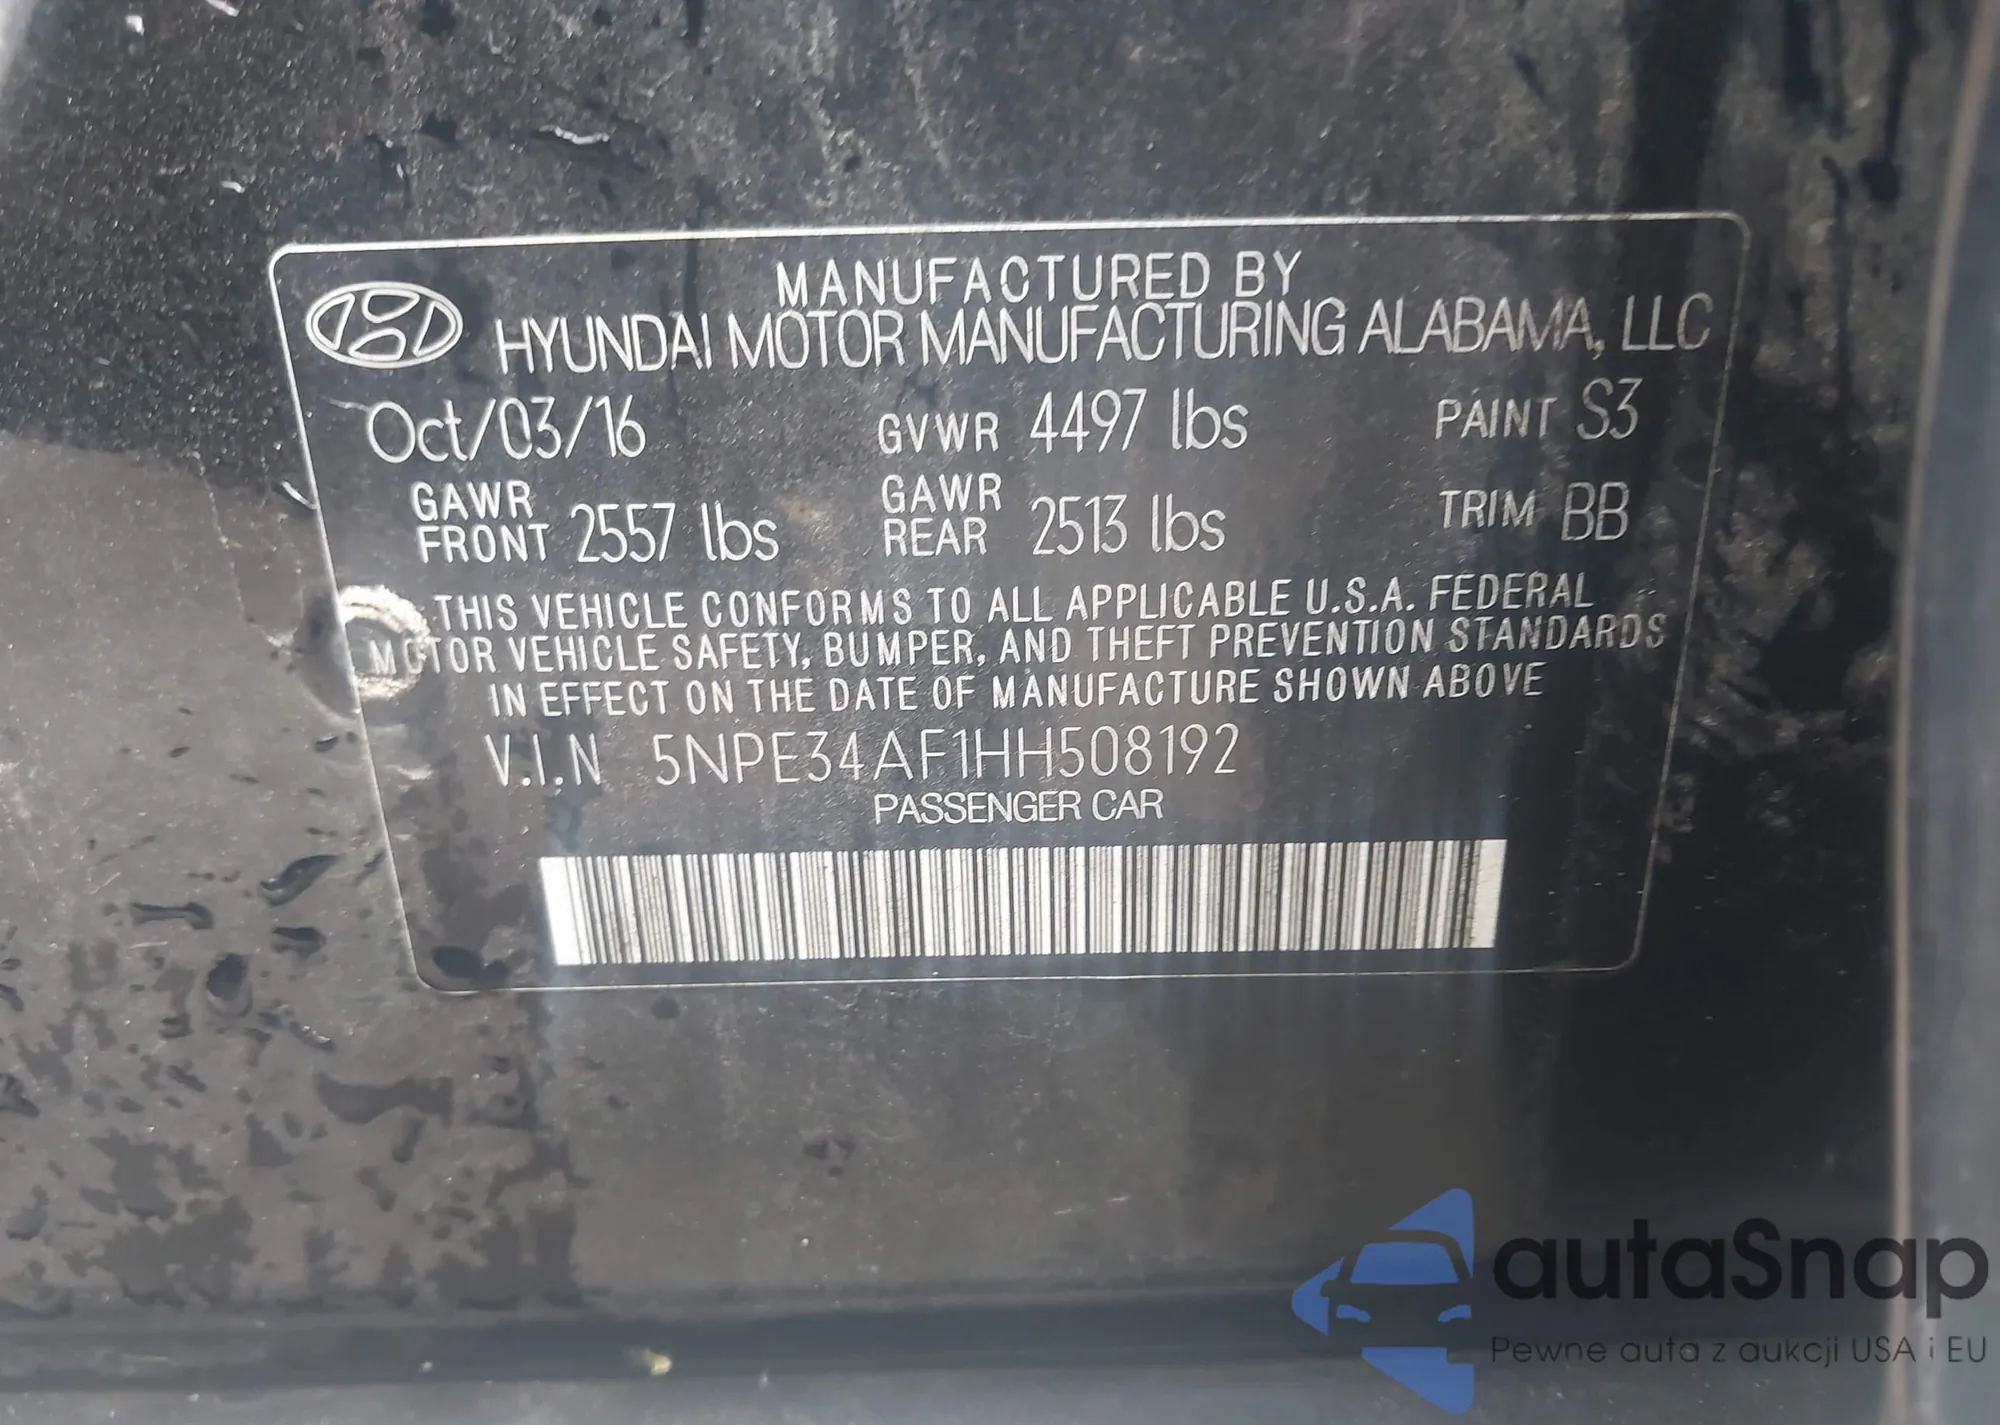 MANUFACTURED BY
HYUNDAI MOTOR MANUFACTURING ALABAMA, LLC
Oct/03/16 GVWR 4497 lbs PAINT S3
GAWR FRONT 2557 lbs GAWR REAR 2513 lbs TRIM BB
THIS VEHICLE CONFORMS TO ALL APPLICABLE U.S.A. FEDERAL
MOTOR VEHICLE SAFETY, BUMPER, AND THEFT PREVENTION STANDARDS
IN EFFECT ON THE DATE OF MANUFACTURE SHOWN ABOVE
V.I.N 5NPE34AF1HH508192
PASSENGER CAR
autaSnap
Pewne auta z aukcji USA i EU